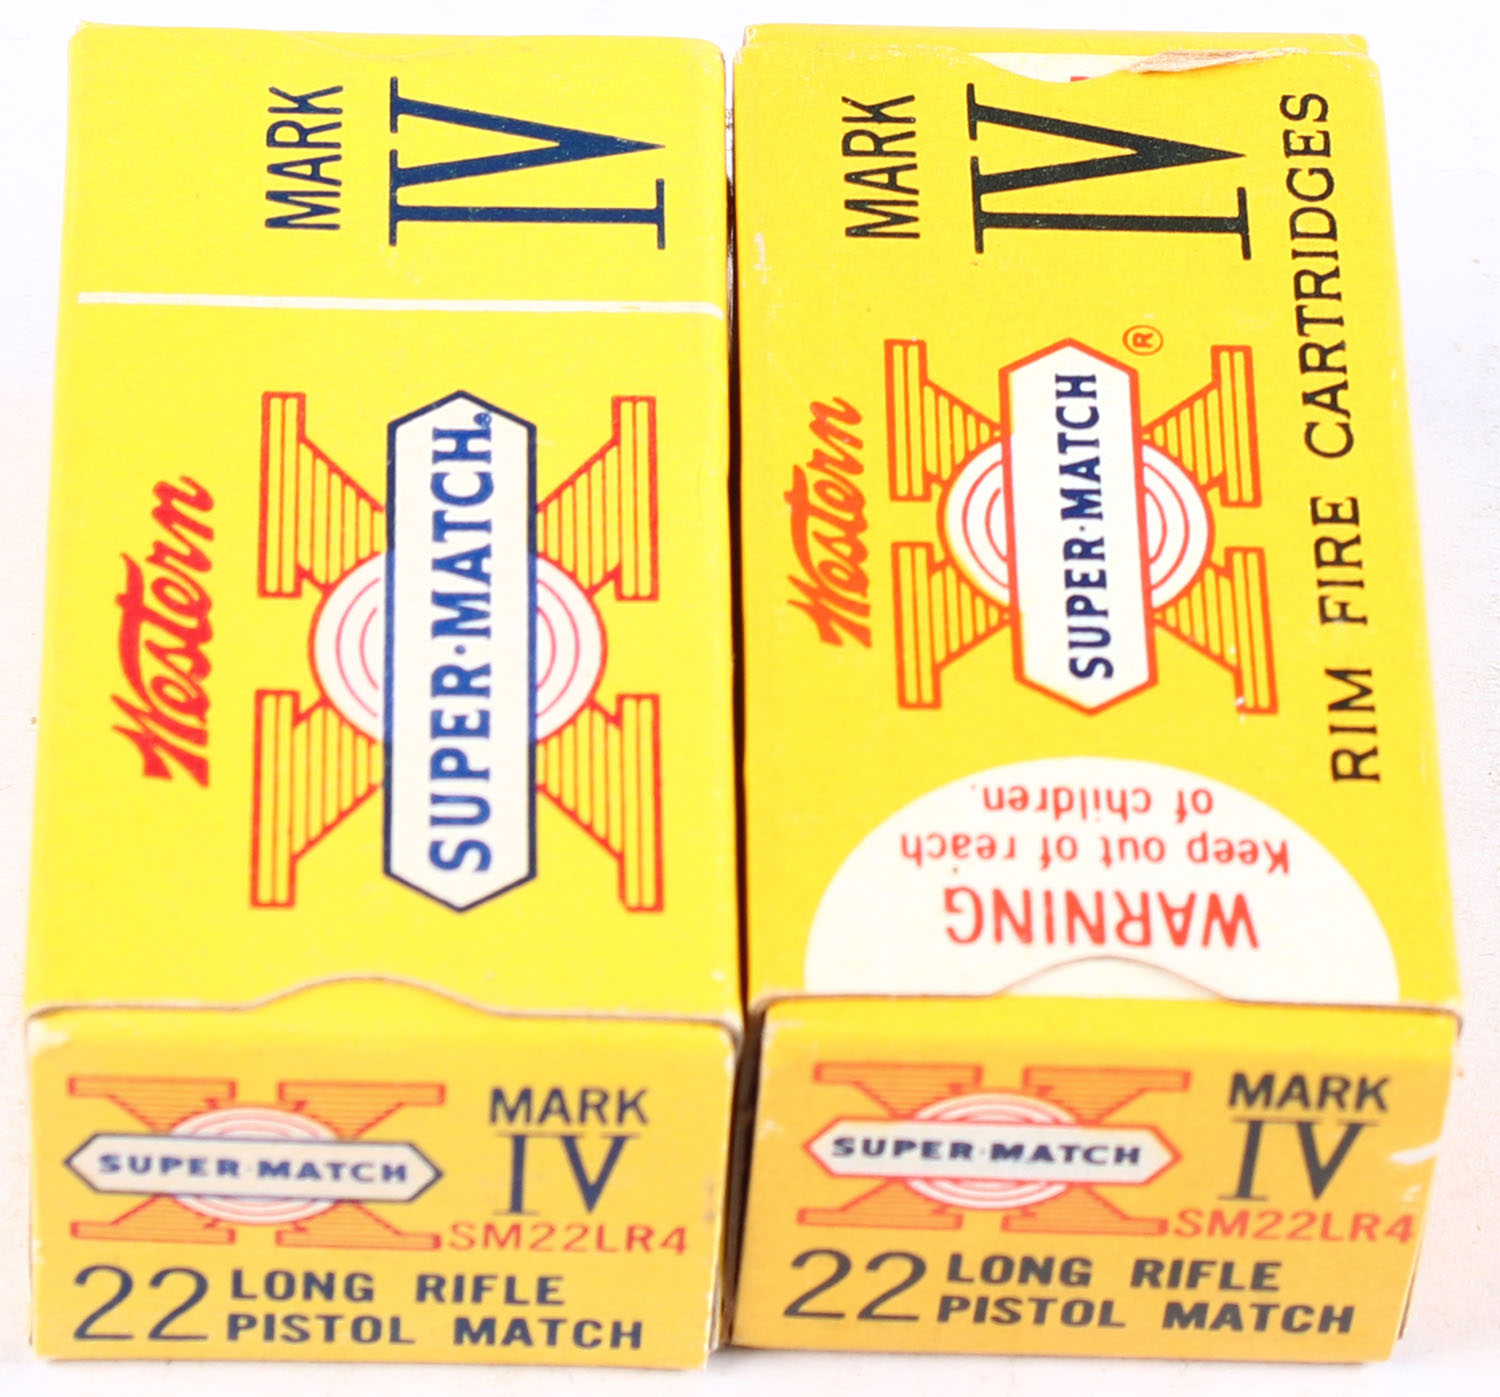 MARK
IV
Western
SUPER·MATCH®
SUPER·MATCH
MARK
IV
SM22LR4
22 LONG RIFLE
PISTOL MATCH
MARK
IV
Western
SUPER·MATCH
®
RIM FIRE CARTRIDGES
WARNING
Keep out of reach
of children.
SUPER·MATCH
MARK
IV
SM22LR4
22 LONG RIFLE
PISTOL MATCH